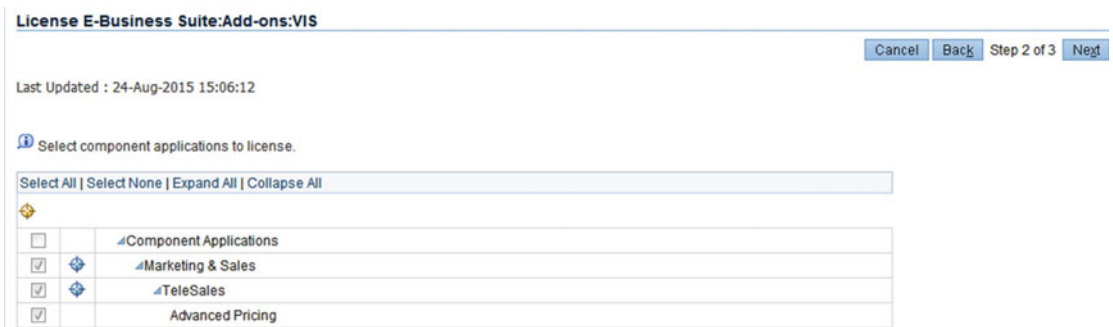 License E-Business Suite:Add-ons:VIS
Cancel Back Step 2 of 3 Next
Last Updated : 24-Aug-2015 15:06:12
Select component applications to license.
Select All | Select None | Expand All | Collapse All
Component Applications
Marketing & Sales
TeleSales
Advanced Pricing